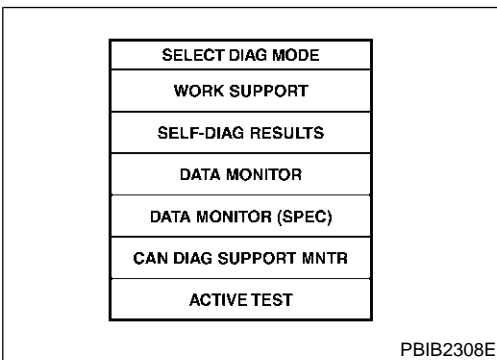 SELECT DIAG MODE
WORK SUPPORT
SELF-DIAG RESULTS
DATA MONITOR
DATA MONITOR (SPEC)
CAN DIAG SUPPORT MNTR
ACTIVE TEST
PBIB2308E